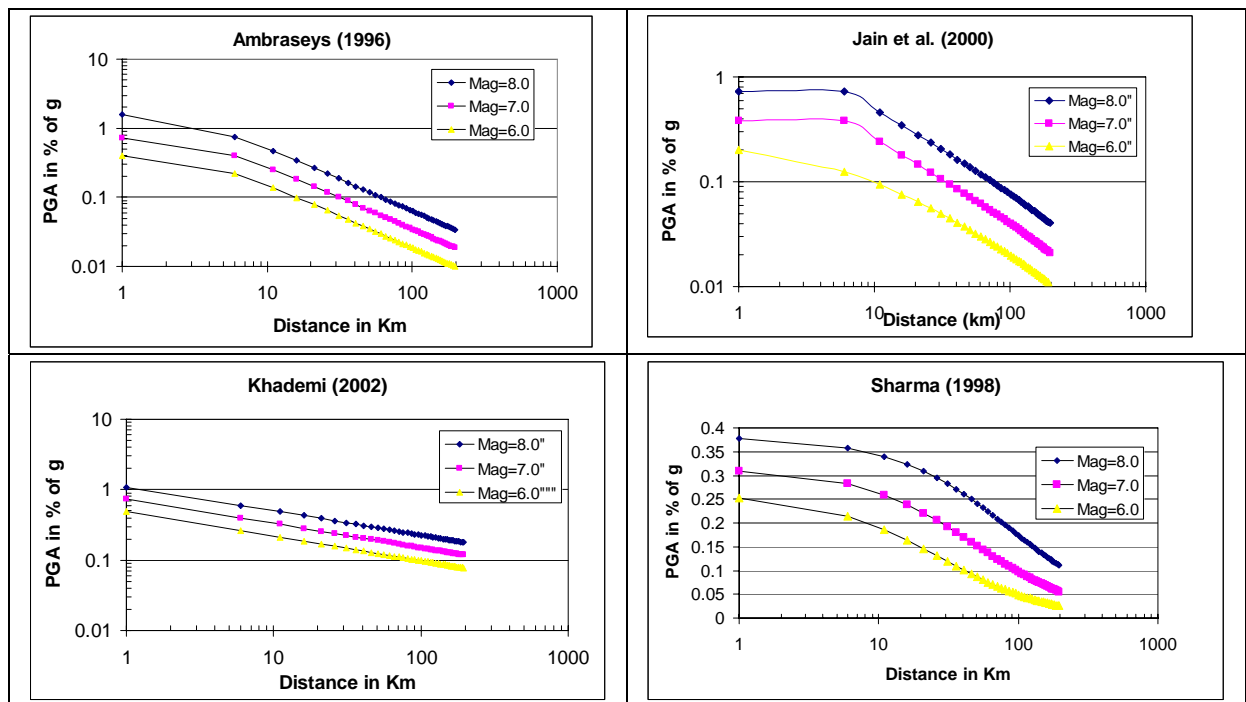 Ambraseys (1996)
10
1
0.1
0.01
1
10
100
1000
PGA in % of g
Distance in Km
Mag=8.0
Mag=7.0
Mag=6.0
Jain et al. (2000)
1
0.1
0.01
1
10
100
1000
PGA in % of g
Distance (km)
Mag=8.0"
Mag=7.0"
Mag=6.0"
Khademi (2002)
10
1
0.1
0.01
1
10
100
1000
PGA in % of g
Distance in Km
Mag=8.0"
Mag=7.0"
Mag=6.0"""
Sharma (1998)
0.4
0.35
0.3
0.25
0.2
0.15
0.1
0.05
0
1
10
100
1000
PGA in % of g
Distance in Km
Mag=8.0
Mag=7.0
Mag=6.0